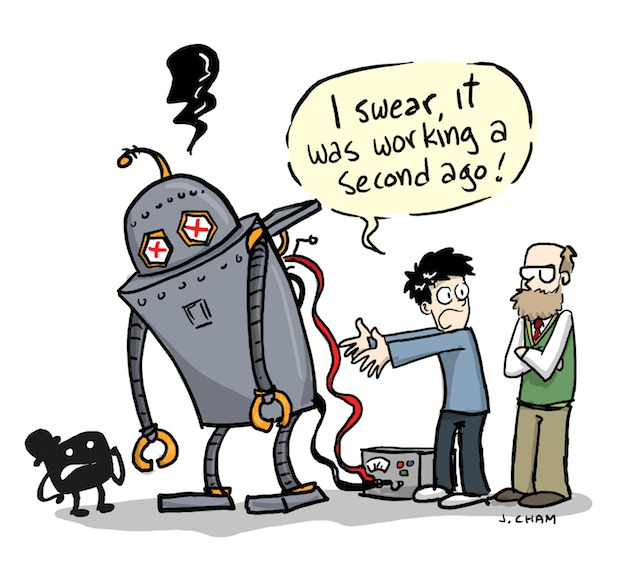 I swear, it
was working a
second ago!
J. CHAM